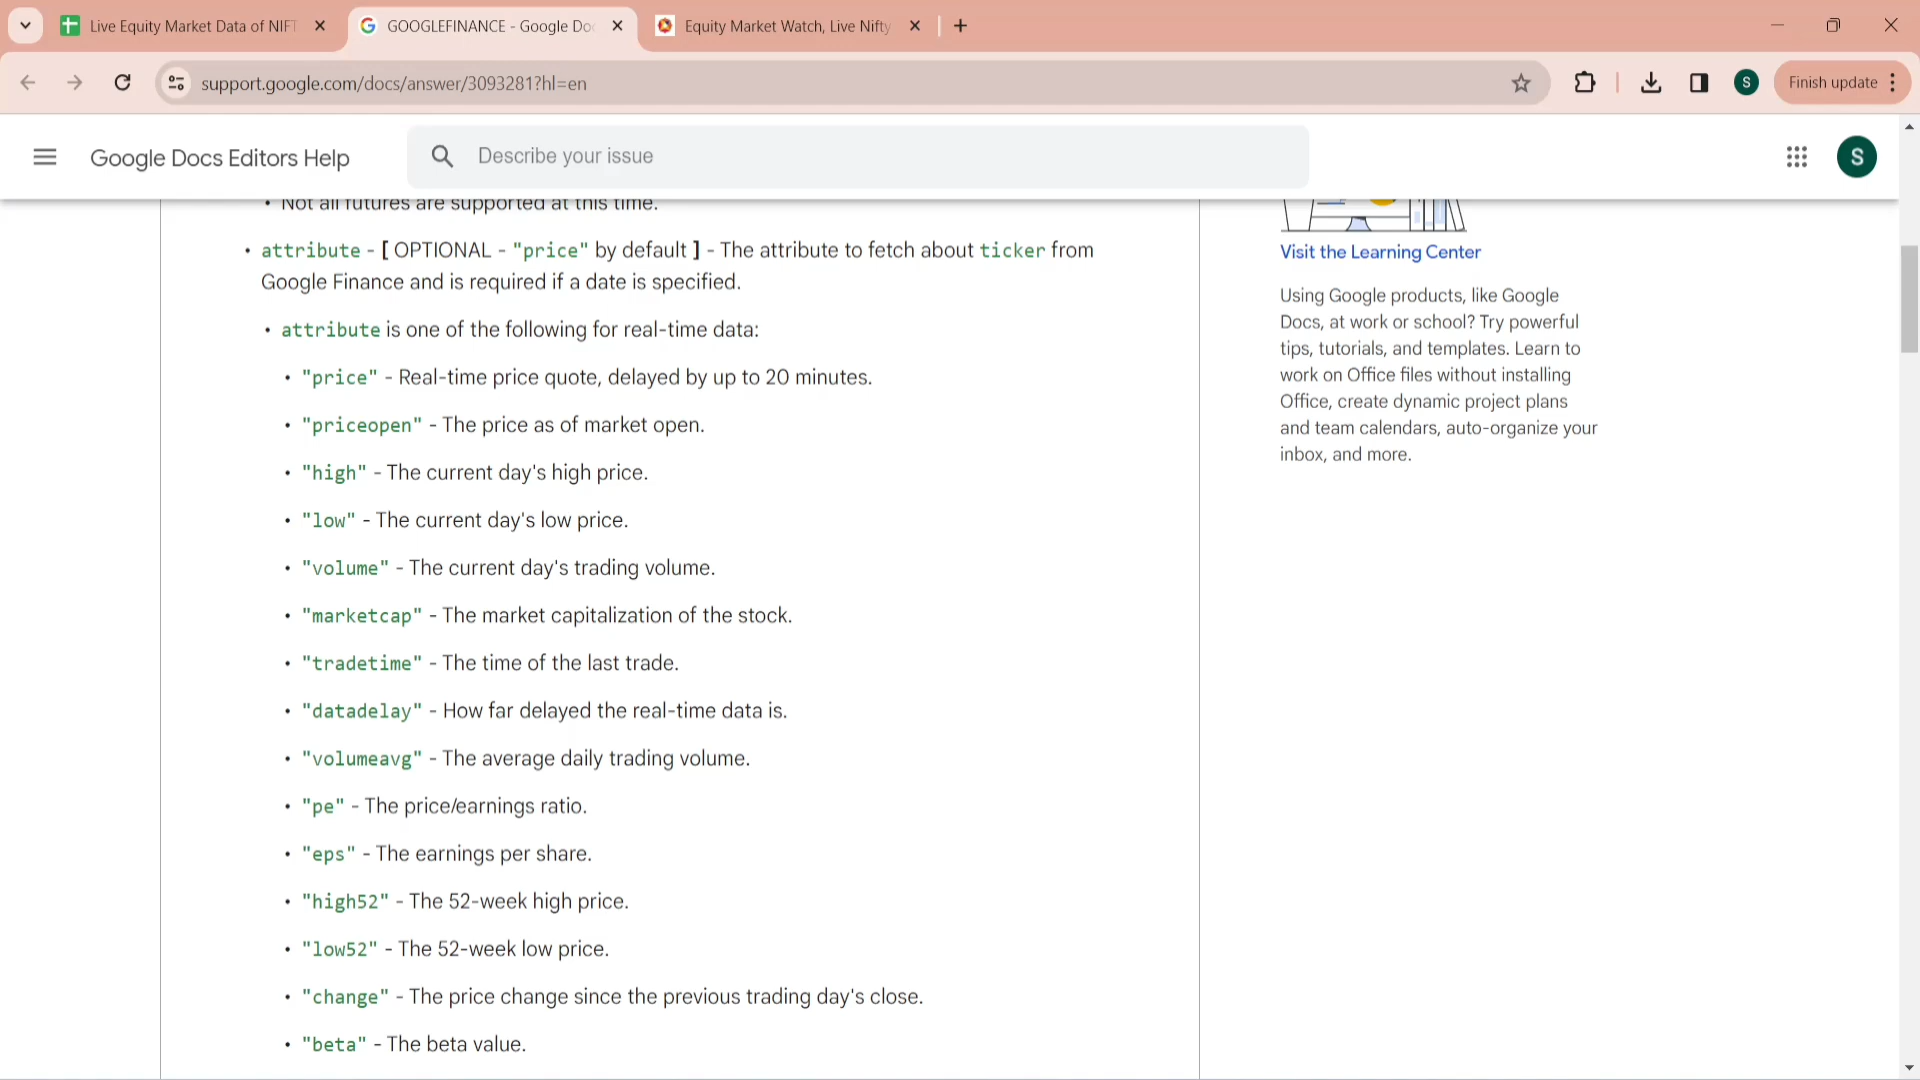 Live Equity Market Data of NIFT
GOOGLEFINANCE - Google Doc
Equity Market Watch, Live Nifty
support.google.com/docs/answer/3093281?hl=en
S
Finish update
Google Docs Editors Help
Describe your issue
S
• Not all futures are supported at this time.
• attribute - [ OPTIONAL - "price" by default ] - The attribute to fetch about ticker from
Google Finance and is required if a date is specified.
• attribute is one of the following for real-time data:
• "price" - Real-time price quote, delayed by up to 20 minutes.
• "priceopen" - The price as of market open.
• "high" - The current day's high price.
• "low" - The current day's low price.
• "volume" - The current day's trading volume.
• "marketcap" - The market capitalization of the stock.
• "tradetime" - The time of the last trade.
• "datadelay" - How far delayed the real-time data is.
• "volumeavg" - The average daily trading volume.
• "pe" - The price/earnings ratio.
• "eps" - The earnings per share.
• "high52" - The 52-week high price.
• "low52" - The 52-week low price.
• "change" - The price change since the previous trading day's close.
• "beta" - The beta value.
Visit the Learning Center
Using Google products, like Google
Docs, at work or school? Try powerful
tips, tutorials, and templates. Learn to
work on Office files without installing
Office, create dynamic project plans
and team calendars, auto-organize your
inbox, and more.